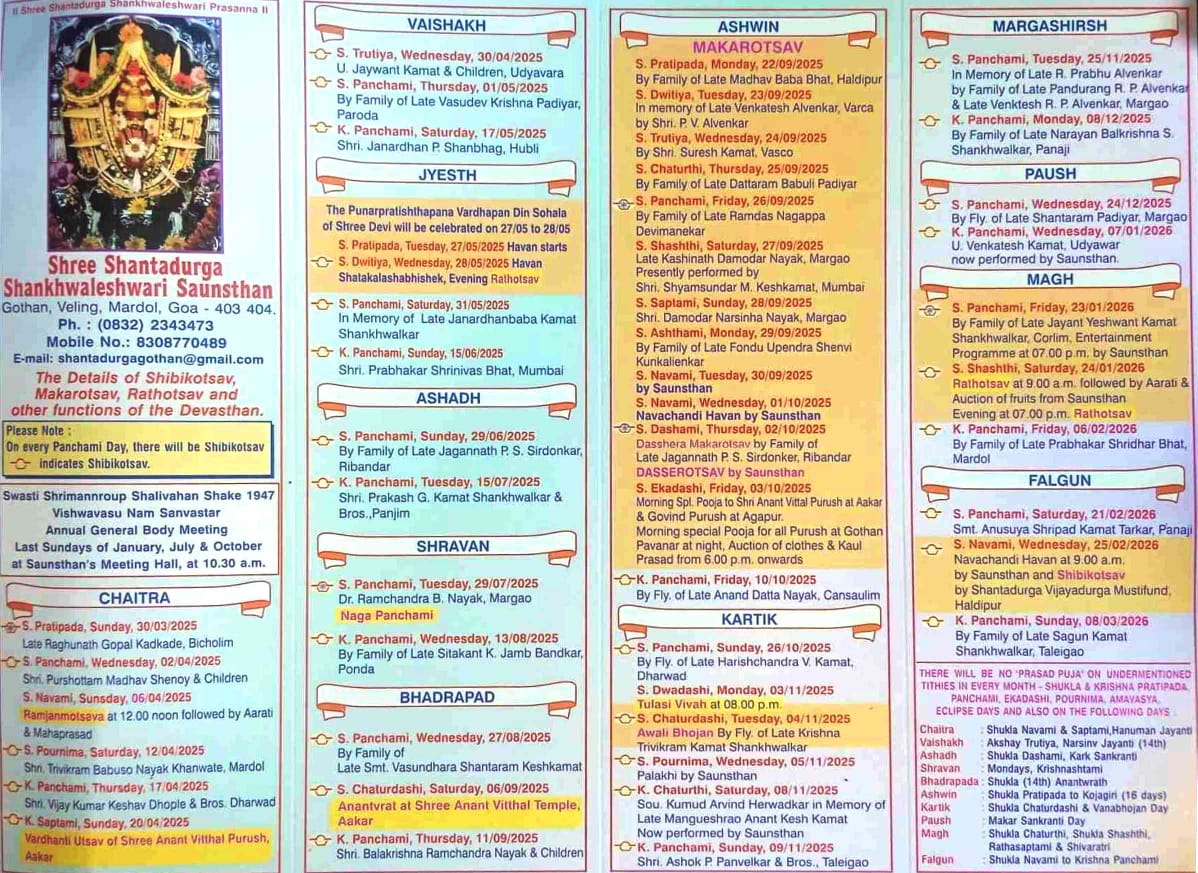 II Shree Shantadurga Shankhwaleshwari Prasanna II
Shree Shantadurga
Shankhwaleshwari Saunsthan
Gothan, Veling, Mardol, Goa - 403 404.
Ph. : (0832) 2343473
Mobile No.: 8308770489
E-mail: shantadurgagothan@gmail.com
The Details of Shibikotsav,
Makarotsav, Rathotsav and
other functions of the Devasthan.
Please Note :
On every Panchami Day, there will be Shibikotsav
indicates Shibikotsav.
Swasti Shrimannroup Shalivahan Shake 1947
Vishwavasu Nam Sanvastar
Annual General Body Meeting
Last Sundays of January, July & October
at Saunsthan's Meeting Hall, at 10.30 a.m.
CHAITRA
S. Pratipada, Sunday, 30/03/2025
Late Raghunath Gopal Kadkade, Bicholim
S. Panchami, Wednesday, 02/04/2025
Shri. Purshottam Madhav Shenoy & Children
S. Navami, Sunsday, 06/04/2025
Ramjanmotsava at 12.00 noon followed by Aarati
& Mahaprasad
S. Pournima, Saturday, 12/04/2025
Shri. Trivikram Babuso Nayak Khanwate, Mardol
K. Panchami, Thursday, 17/04/2025
Shri. Vijay Kumar Keshav Dhople & Bros. Dharwad
K. Saptami, Sunday, 20/04/2025
Vardhanti Utsav of Shree Anant Vitthal Purush,
Aakar
VAISHAKH
S. Trutiya, Wednesday, 30/04/2025
U. Jaywant Kamat & Children, Udyavara
S. Panchami, Thursday, 01/05/2025
By Family of Late Vasudev Krishna Padiyar,
Paroda
K. Panchami, Saturday, 17/05/2025
Shri. Janardhan P. Shanbhag, Hubli
JYESTH
The Punarpratishthapana Vardhapan Din Sohala
of Shree Devi will be celebrated on 27/05 to 28/05
S. Pratipada, Tuesday, 27/05/2025 Havan starts
S. Dwitiya, Wednesday, 28/05/2025 Havan
Shatakalashabhishek, Evening Rathotsav
S. Panchami, Saturday, 31/05/2025
In Memory of Late Janardhanbaba Kamat
Shankhwalkar
K. Panchami, Sunday, 15/06/2025
Shri. Prabhakar Shrinivas Bhat, Mumbai
ASHADH
S. Panchami, Sunday, 29/06/2025
By Family of Late Jagannath P. S. Sirdonkar,
Ribandar
K. Panchami, Tuesday, 15/07/2025
Shri. Prakash G. Kamat Shankhwalkar &
Bros.,Panjim
SHRAVAN
S. Panchami, Tuesday, 29/07/2025
Dr. Ramchandra B. Nayak, Margao
Naga Panchami
K. Panchami, Wednesday, 13/08/2025
By Family of Late Sitakant K. Jamb Bandkar,
Ponda
BHADRAPAD
S. Panchami, Wednesday, 27/08/2025
By Family of
Late Smt. Vasundhara Shantaram Keshkamat
S. Chaturdashi, Saturday, 06/09/2025
Anantvrat at Shree Anant Vitthal Temple,
Aakar
K. Panchami, Thursday, 11/09/2025
Shri. Balakrishna Ramchandra Nayak & Children
ASHWIN
MAKAROTSAV
S. Pratipada, Monday, 22/09/2025
By Family of Late Madhav Baba Bhat, Haldipur
S. Dwitiya, Tuesday, 23/09/2025
In memory of Late Venkatesh Alvenkar, Varca
by Shri. P. V. Alvenkar
S. Trutiya, Wednesday, 24/09/2025
By Shri. Suresh Kamat, Vasco
S. Chaturthi, Thursday, 25/09/2025
By Family of Late Dattaram Babuli Padiyar
S. Panchami, Friday, 26/09/2025
By Family of Late Ramdas Nagappa
Devimanekar
S. Shashthi, Saturday, 27/09/2025
Late Kashinath Damodar Nayak, Margao
Presently performed by
Shri. Shyamsundar M. Keshkamat, Mumbai
S. Saptami, Sunday, 28/09/2025
Shri. Damodar Narsinha Nayak, Margao
S. Ashthami, Monday, 29/09/2025
By Family of Late Fondu Upendra Shenvi
Kunkalienkar
S. Navami, Tuesday, 30/09/2025
by Saunsthan
S. Navami, Wednesday, 01/10/2025
Navachandi Havan by Saunsthan
S. Dashami, Thursday, 02/10/2025
Dasshera Makarotsav by Family of
Late Jagannath P. S. Sirdonker, Ribandar
DASSEROTSAV by Saunsthan
S. Ekadashi, Friday, 03/10/2025
Morning Spl. Pooja to Shri Anant Vittal Purush at Aakar
& Govind Purush at Agapur.
Morning special Pooja for all Purush at Gothan
Pavanar at night, Auction of clothes & Kaul
Prasad from 6.00 p.m. onwards
K. Panchami, Friday, 10/10/2025
By Fly. of Late Anand Datta Nayak, Cansaulim
KARTIK
S. Panchami, Sunday, 26/10/2025
By Fly. of Late Harishchandra V. Kamat,
Dharwad
S. Dwadashi, Monday, 03/11/2025
Tulasi Vivah at 08.00 p.m.
S. Chaturdashi, Tuesday, 04/11/2025
Awali Bhojan By Fly. of Late Krishna
Trivikram Kamat Shankhwalkar
S. Pournima, Wednesday, 05/11/2025
Palakhi by Saunsthan
K. Chaturthi, Saturday, 08/11/2025
Sou. Kumud Arvind Herwadkar in Memory of
Late Mangueshrao Anant Kesh Kamat
Now performed by Saunsthan
K. Panchami, Sunday, 09/11/2025
Shri. Ashok P. Panvelkar & Bros., Taleigao
MARGASHIRSH
S. Panchami, Tuesday, 25/11/2025
In Memory of Late R. Prabhu Alvenkar
by Family of Late Pandurang R. P. Alvenkar
& Late Venktesh R. P. Alvenkar, Margao
K. Panchami, Monday, 08/12/2025
By Family of Late Narayan Balkrishna S.
Shankhwalkar, Panaji
PAUSH
S. Panchami, Wednesday, 24/12/2025
By Fly. of Late Shantaram Padiyar, Margao
K. Panchami, Wednesday, 07/01/2026
U. Venkatesh Kamat, Udyawar
now performed by Saunsthan.
MAGH
S. Panchami, Friday, 23/01/2026
By Family of Late Jayant Yeshwant Kamat
Shankhwalkar, Corlim, Entertainment
Programme at 07.00 p.m. by Saunsthan
S. Shashthi, Saturday, 24/01/2026
Rathotsav at 9.00 a.m. followed by Aarati &
Auction of fruits from Saunsthan
Evening at 07.00 p.m. Rathotsav
K. Panchami, Friday, 06/02/2026
By Family of Late Prabhakar Shridhar Bhat,
Mardol
FALGUN
S. Panchami, Saturday, 21/02/2026
Smt. Anusuya Shripad Kamat Tarkar, Panaji
S. Navami, Wednesday, 25/02/2026
Navachandi Havan at 9.00 a.m.
by Saunsthan and Shibikotsav
by Shantadurga Vijayadurga Mustifund,
Haldipur
K. Panchami, Sunday, 08/03/2026
By Family of Late Sagun Kamat
Shankhwalkar, Taleigao
THERE WILL BE NO 'PRASAD PUJA' ON UNDERMENTIONED
TITHIES IN EVERY MONTH - SHUKLA & KRISHNA PRATIPADA,
PANCHAMI, EKADASHI, POURNIMA, AMAVASYA,
ECLIPSE DAYS AND ALSO ON THE FOLLOWING DAYS :
Chaitra : Shukla Navami & Saptami,Hanuman Jayanti
Vaishakh : Akshay Trutiya, Narsinv Jayanti (14th)
Ashadh : Shukla Dashami, Kark Sankranti
Shravan : Mondays, Krishnashtami
Bhadrapada : Shukla (14th) Anantwrath
Ashwin : Shukla Pratipada to Kojagiri (16 days)
Kartik : Shukla Chaturdashi & Vanabhojan Day
Paush : Makar Sankranti Day
Magh : Shukla Chaturthi, Shukla Shashthi,
Rathasaptami & Shivaratri
Falgun : Shukla Navami to Krishna Panchami